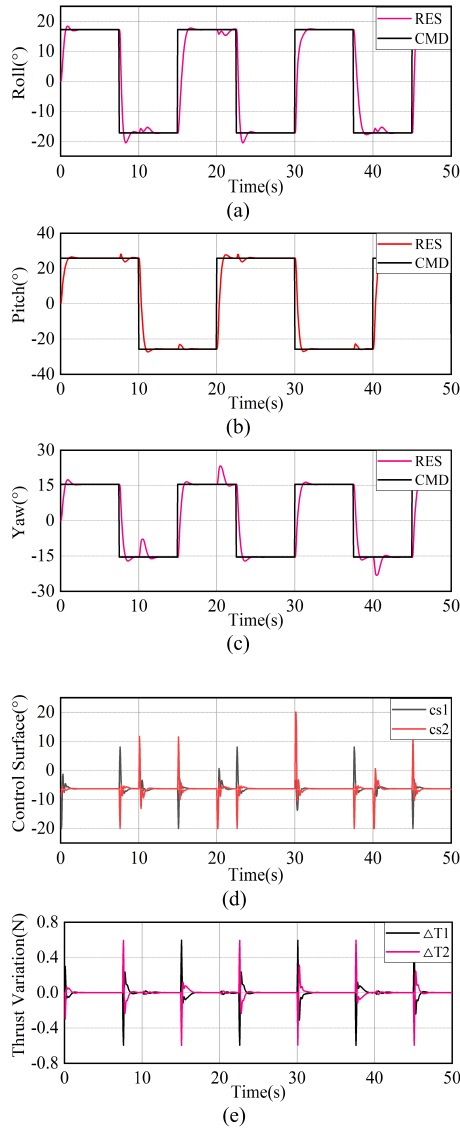 20
10
0
-10
-20
Roll(°)
RES
CMD
0 10 20 30 40 50
Time(s)
(a)
40
20
0
-20
-40
Pitch(°)
RES
CMD
0 10 20 30 40 50
Time(s)
(b)
30
15
0
-15
-30
Yaw(°)
RES
CMD
0 10 20 30 40 50
Time(s)
(c)
20
10
0
-10
-20
Control Surface(°)
cs1
cs2
0 10 20 30 40 50
Time(s)
(d)
0.8
0.4
0.0
-0.4
-0.8
Thrust Variation(N)
△T1
△T2
0 10 20 30 40 50
Time(s)
(e)